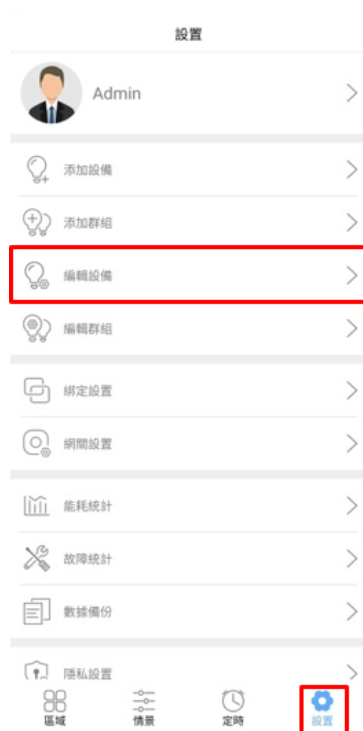 設置
Admin
添加設備
添加群组
編輯設備
編輯群组
綁定設置
網關設置
能耗統計
故障統計
數據備份
隱私設置
區域
情景
定時
設置